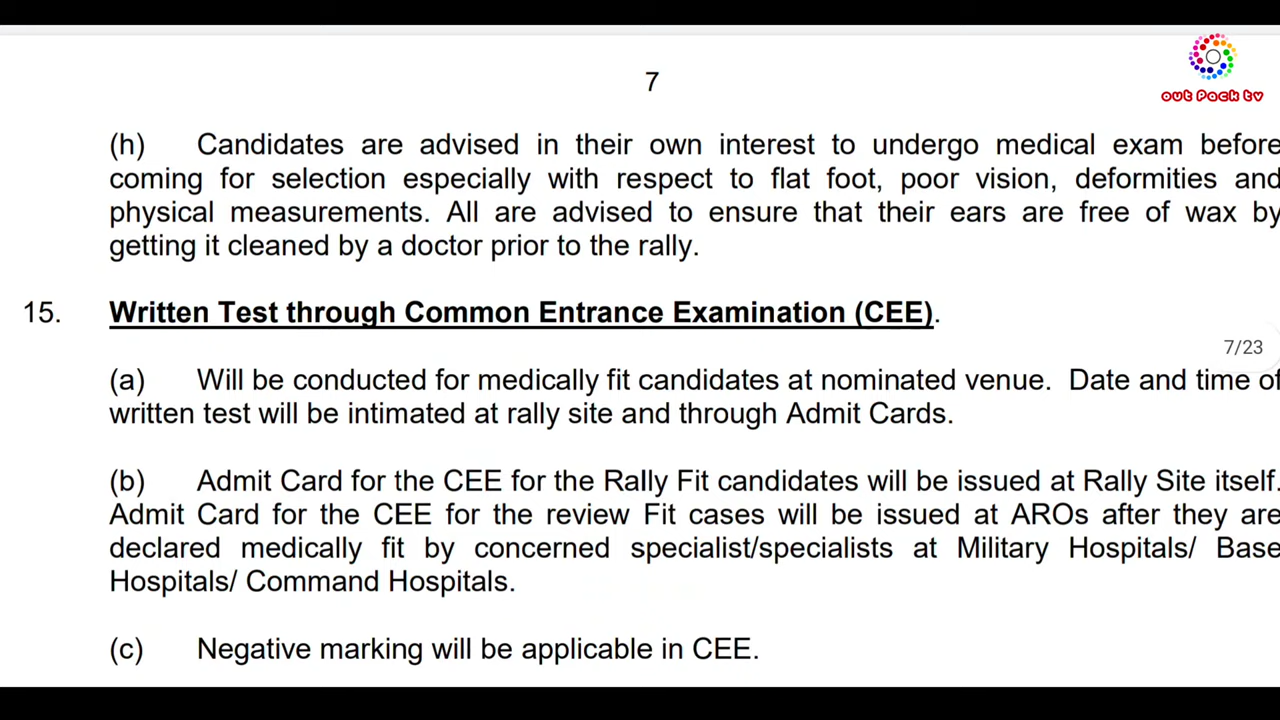 out Pack tv
7
(h) Candidates are advised in their own interest to undergo medical exam before
coming for selection especially with respect to flat foot, poor vision, deformities and
physical measurements. All are advised to ensure that their ears are free of wax by
getting it cleaned by a doctor prior to the rally.
15. Written Test through Common Entrance Examination (CEE).
7/23
(a) Will be conducted for medically fit candidates at nominated venue. Date and time of
written test will be intimated at rally site and through Admit Cards.
(b) Admit Card for the CEE for the Rally Fit candidates will be issued at Rally Site itself.
Admit Card for the CEE for the review Fit cases will be issued at AROs after they are
declared medically fit by concerned specialist/specialists at Military Hospitals/ Base
Hospitals/ Command Hospitals.
(c) Negative marking will be applicable in CEE.